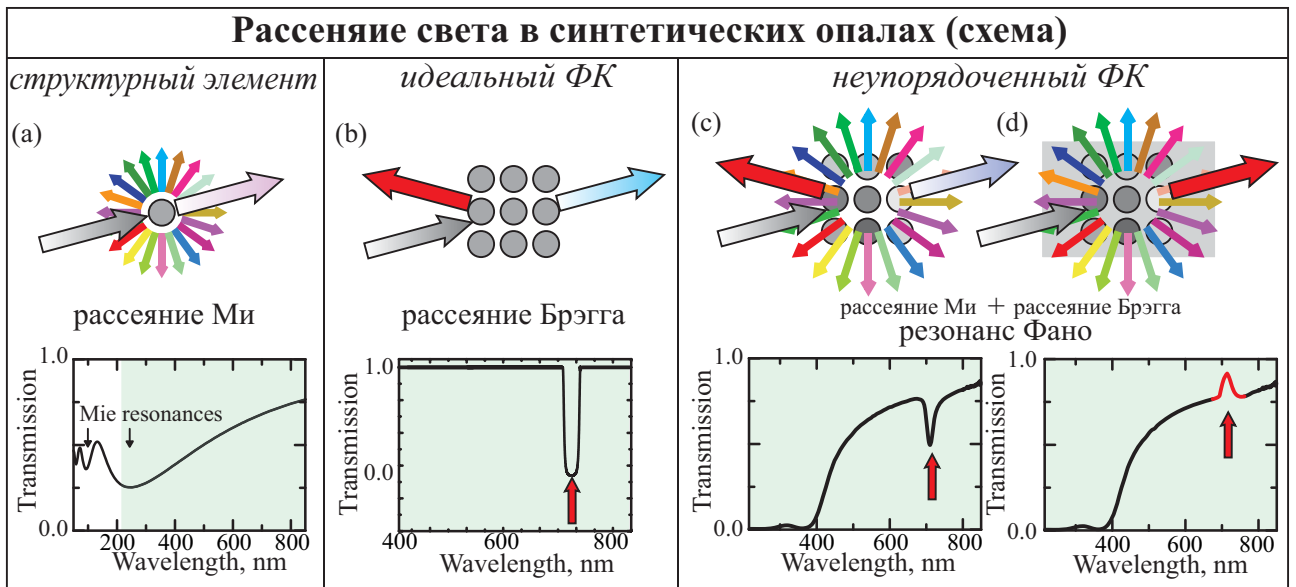 Рассеняие света в синтетических опалах (схема)
структурный элемент
идеальный ФК
неупорядоченный ФК
(a)
(b)
(c)
(d)
рассеяние Ми
рассеяние Брэгга
рассеяние Ми + рассеяние Брэгга
резонанс Фано
1.0
Mie resonances
Transmission
0.0
200
400
600
800
Wavelength, nm
1.0
Transmission
0.0
400
600
800
Wavelength, nm
1.0
Transmission
0.0
400
600
800
Wavelength, nm
1.0
Transmission
0.0
400
600
800
Wavelength, nm